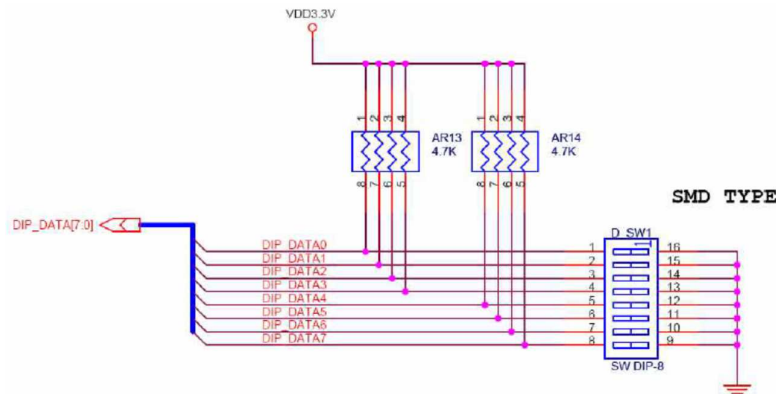 VDD3.3V
1 2 3 4
1 2 3 4
AR13
4.7K
AR14
4.7K
8 7 6 5
8 7 6 5
SMD TYPE
DIP_DATA[7:0]
D_SW1
DIP_DATA0 1 1 16
DIP_DATA1 2 15
DIP_DATA2 3 14
DIP_DATA3 4 13
DIP_DATA4 5 12
DIP_DATA5 6 11
DIP_DATA6 7 10
DIP_DATA7 8 9
SW DIP-8